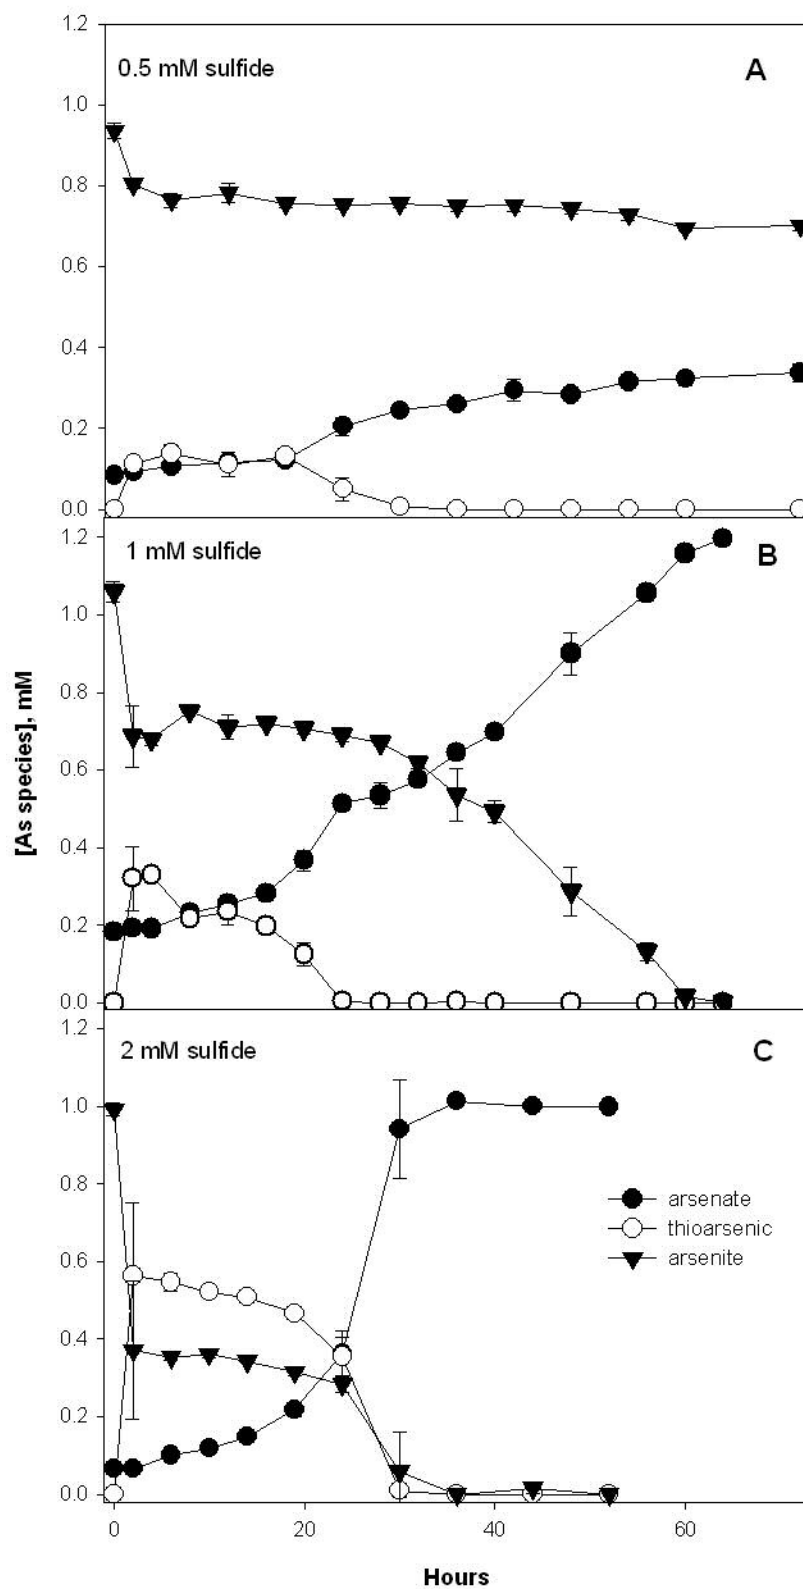 1.2
0.5 mM sulfide A
1.0
0.8
0.6
0.4
0.2
0.0
1.2
1 mM sulfide B
1.0
0.8
0.6
0.4
0.2
0.0
[As species], mM
1.2
2 mM sulfide C
1.0
0.8
arsenate
thioarsenic
0.6
arsenite
0.4
0.2
0.0
0 20 40 60
Hours